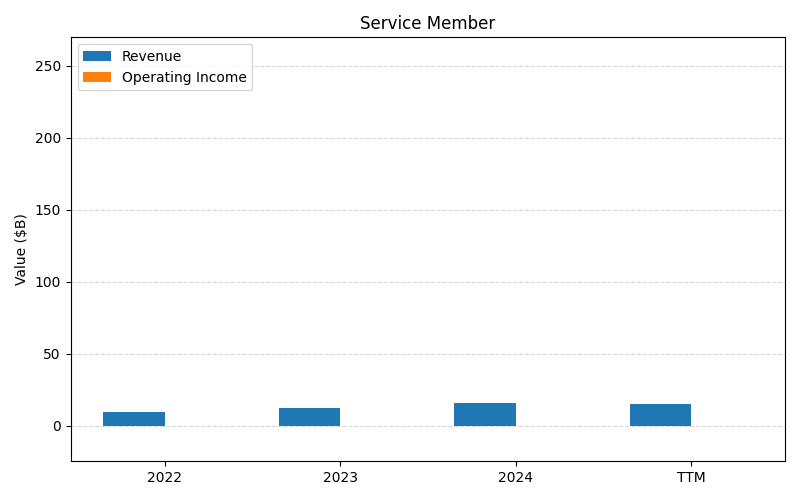 Service Member
Revenue
Operating Income
Value ($B)
250
200
150
100
50
0
2022 2023 2024 TTM